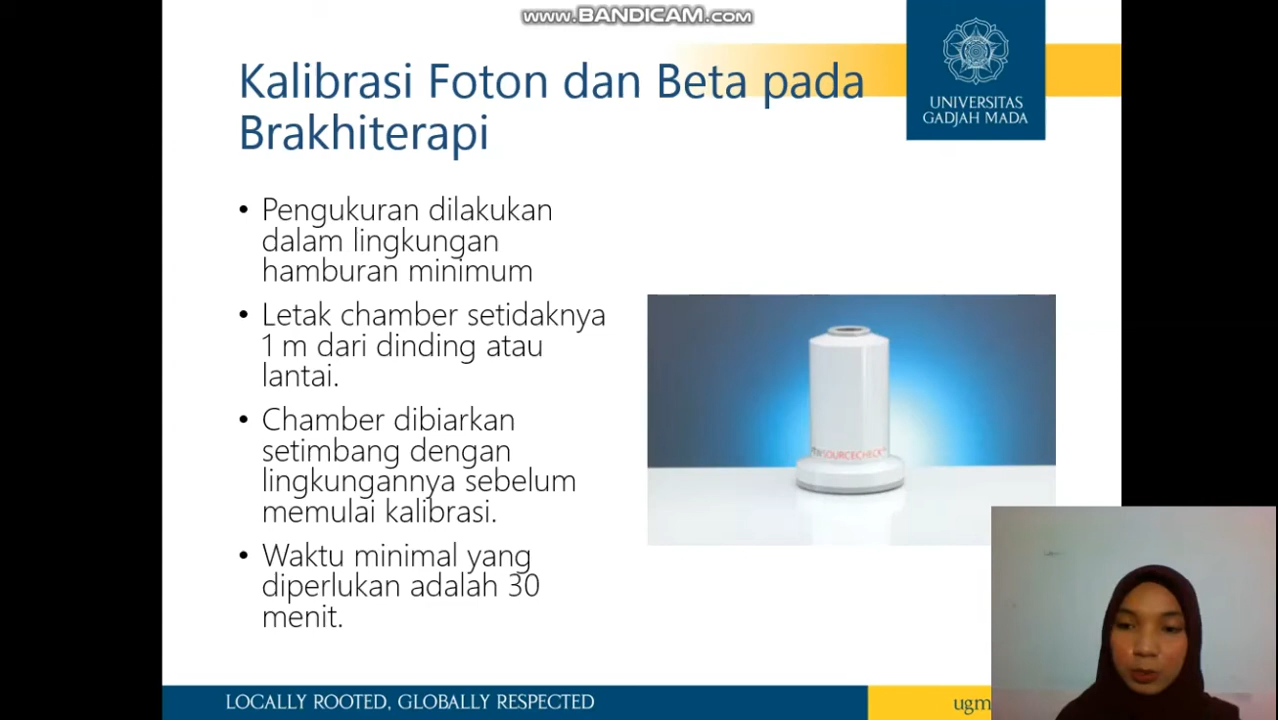 www.BANDICAM.com
Kalibrasi Foton dan Beta pada
Brakhiterapi
UNIVERSITAS
GADJAH MADA
• Pengukuran dilakukan
dalam lingkungan
hamburan minimum
• Letak chamber setidaknya
1 m dari dinding atau
lantai.
• Chamber dibiarkan
setimbang dengan
lingkungannya sebelum
memulai kalibrasi.
• Waktu minimal yang
diperlukan adalah 30
menit.
SOURCECHECK
LOCALLY ROOTED, GLOBALLY RESPECTED
ugm